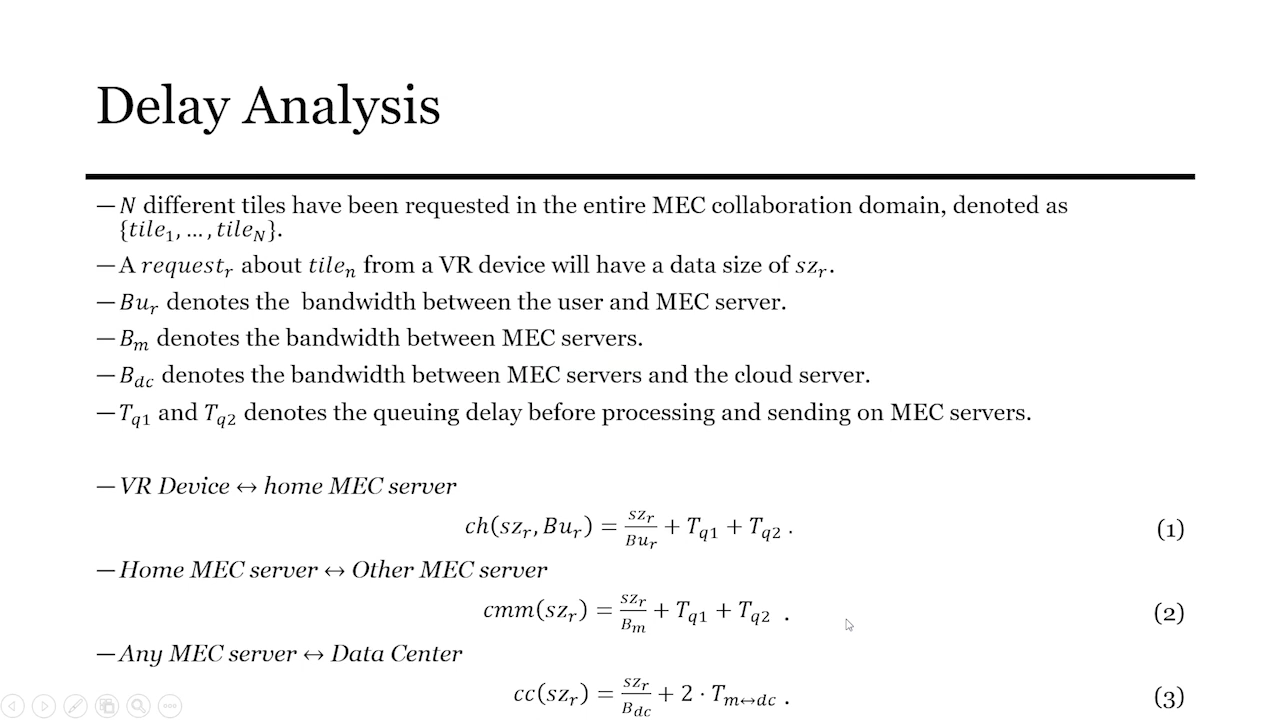 Delay Analysis
— N different tiles have been requested in the entire MEC collaboration domain, denoted as
{tile₁, … , tile_N}.
— A request_r about tile_n from a VR device will have a data size of sz_r.
— Bu_r denotes the bandwidth between the user and MEC server.
— B_m denotes the bandwidth between MEC servers.
— B_dc denotes the bandwidth between MEC servers and the cloud server.
— T_q1 and T_q2 denotes the queuing delay before processing and sending on MEC servers.
— VR Device ↔ home MEC server
ch(sz_r, Bu_r) = sz_r/Bu_r + T_q1 + T_q2 . (1)
— Home MEC server ↔ Other MEC server
cmm(sz_r) = sz_r/B_m + T_q1 + T_q2 . (2)
— Any MEC server ↔ Data Center
cc(sz_r) = sz_r/B_dc + 2 · T_m↔dc . (3)